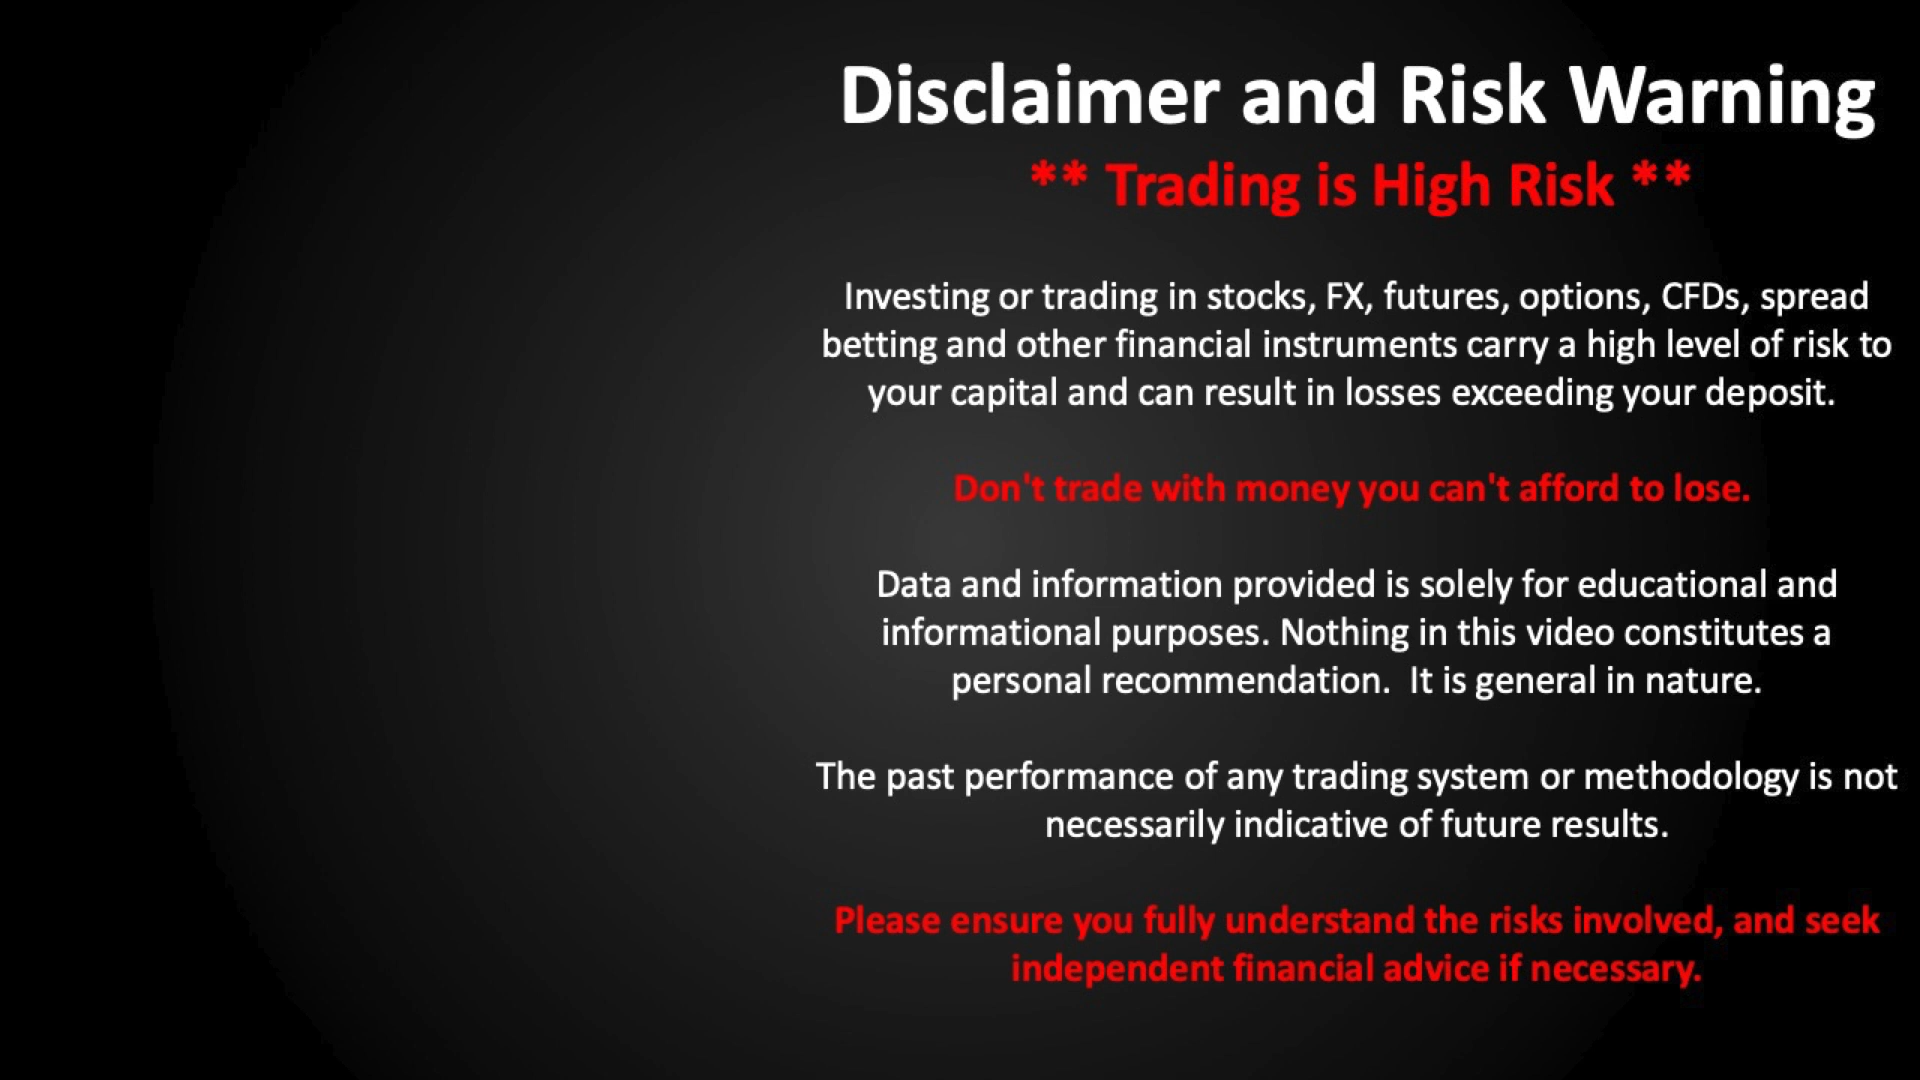 Disclaimer and Risk Warning
** Trading is High Risk **
Investing or trading in stocks, FX, futures, options, CFDs, spread
betting and other financial instruments carry a high level of risk to
your capital and can result in losses exceeding your deposit.
Don't trade with money you can't afford to lose.
Data and information provided is solely for educational and
informational purposes. Nothing in this video constitutes a
personal recommendation.  It is general in nature.
The past performance of any trading system or methodology is not
necessarily indicative of future results.
Please ensure you fully understand the risks involved, and seek
independent financial advice if necessary.